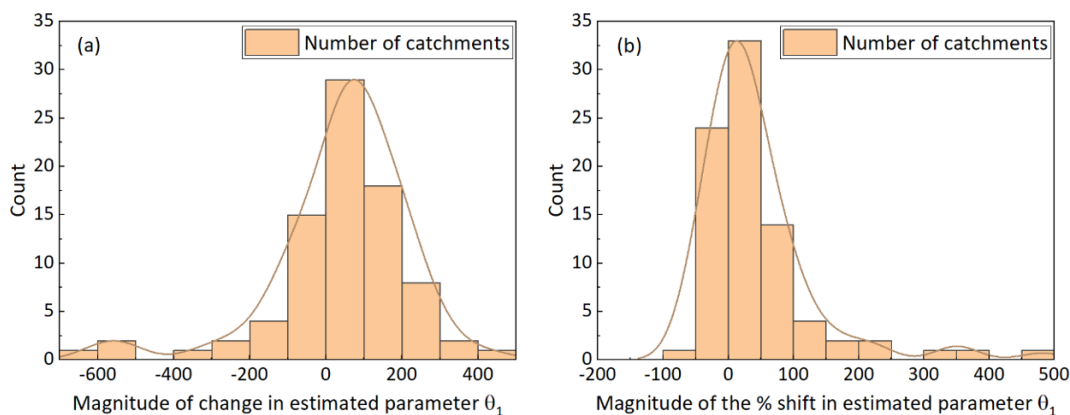 (a)
Number of catchments
35
30
25
20
15
10
5
0
Count
-600 -400 -200 0 200 400
Magnitude of change in estimated parameter θ₁
(b)
Number of catchments
35
30
25
20
15
10
5
0
Count
-200 -100 0 100 200 300 400 500
Magnitude of the % shift in estimated parameter θ₁